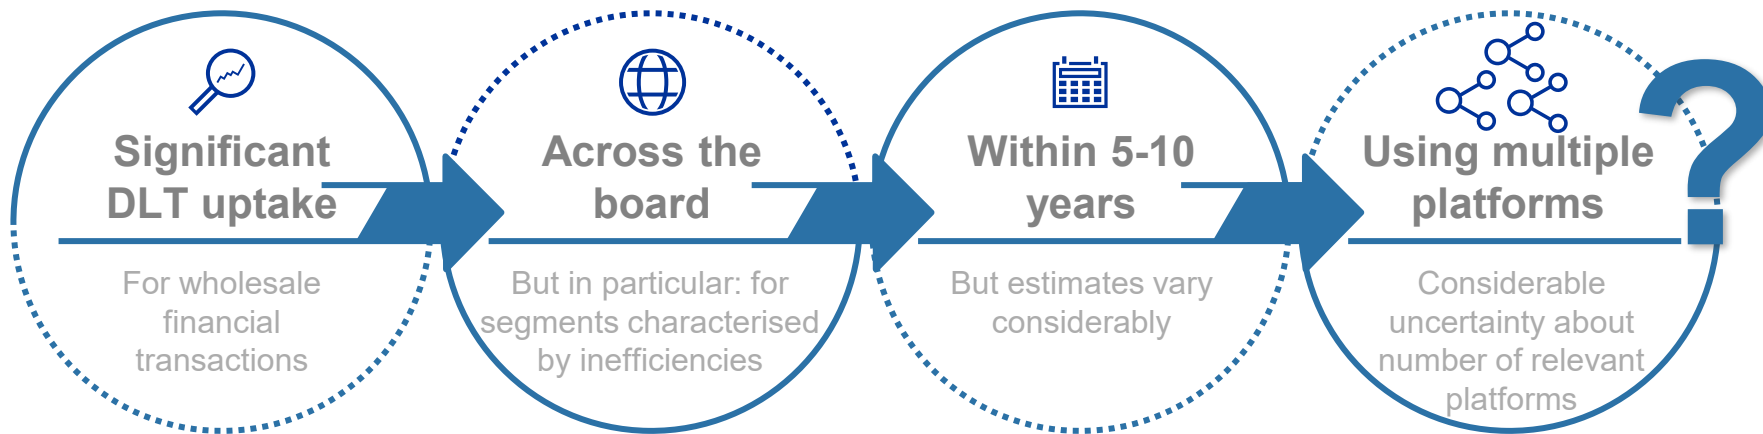 Significant
DLT uptake
For wholesale
financial
transactions
Across the
board
But in particular: for
segments characterised
by inefficiencies
Within 5-10
years
But estimates vary
considerably
Using multiple
platforms
Considerable
uncertainty about
number of relevant
platforms
?